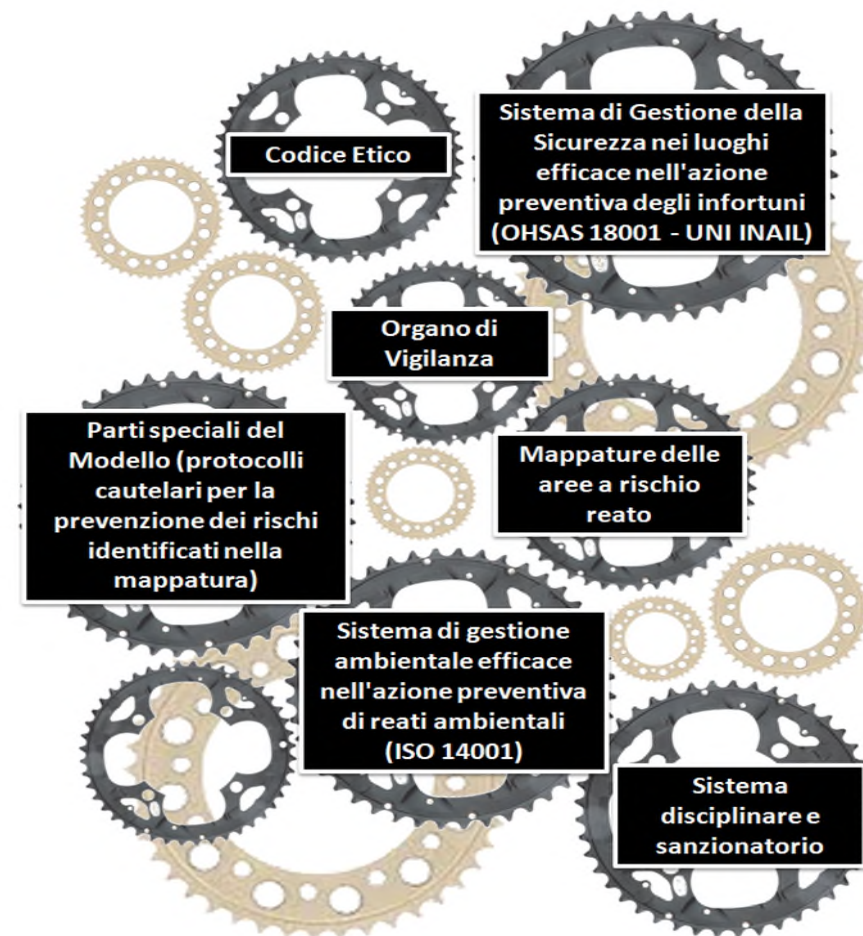 Codice Etico
Sistema di Gestione della
Sicurezza nei luoghi
efficace nell'azione
preventiva degli infortuni
(OHSAS 18001 - UNI INAIL)
Organo di
Vigilanza
Parti speciali del
Modello (protocolli
cautelari per la
prevenzione dei rischi
identificati nella
mappatura)
Mappature delle
aree a rischio
reato
Sistema di gestione
ambientale efficace
nell'azione preventiva
di reati ambientali
(ISO 14001)
Sistema
disciplinare e
sanzionatorio